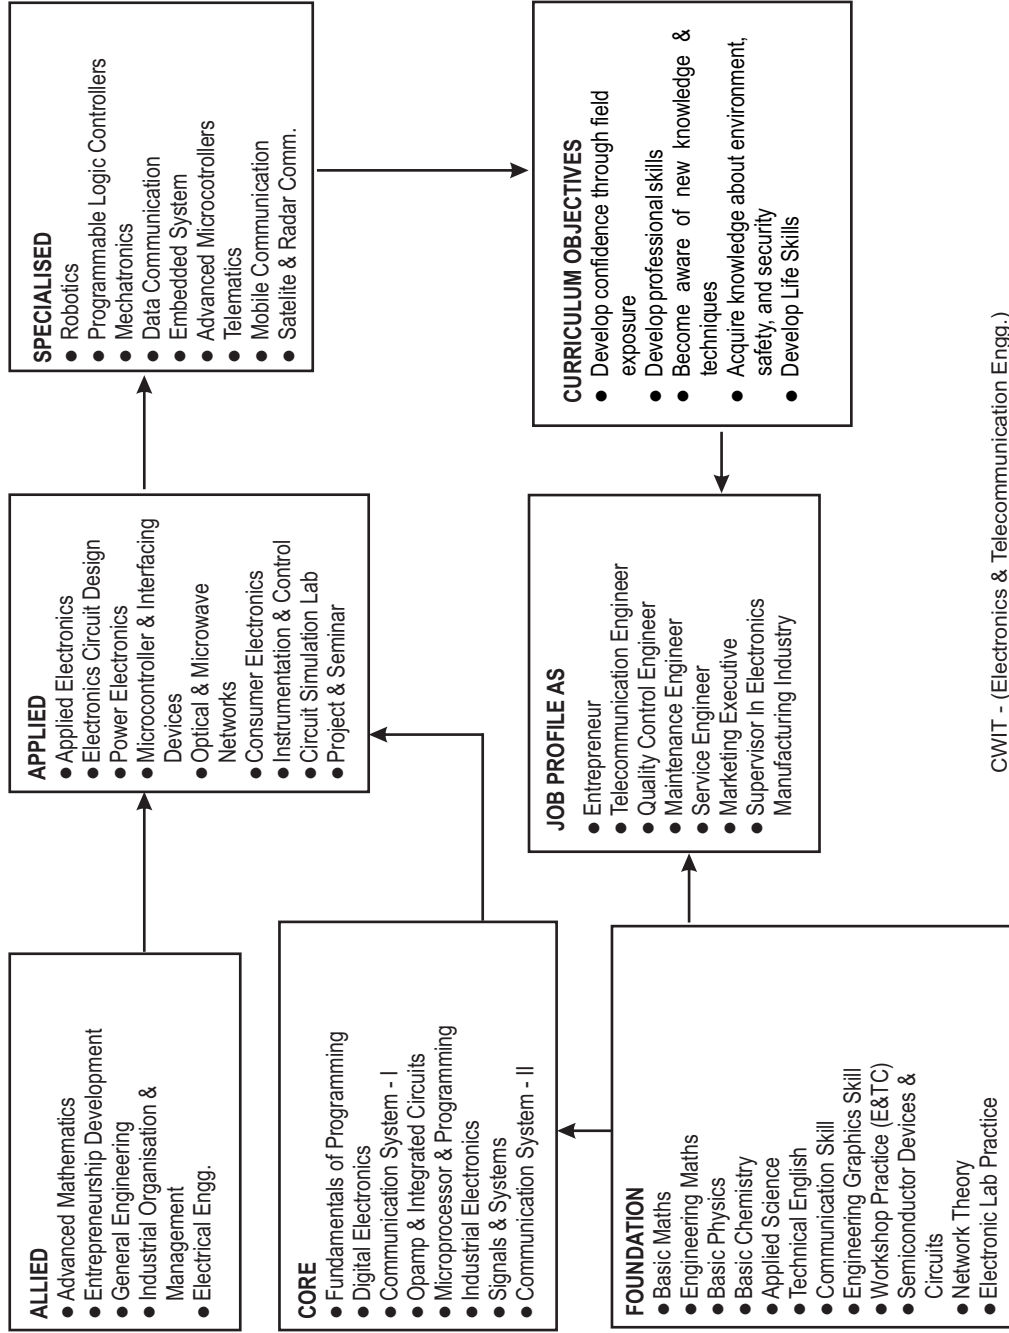 ALLIED
● Advanced Mathematics
● Entrepreneurship Development
● General Engineering
● Industrial Organisation &
Management
● Electrical Engg.
CORE
● Fundamentals of Programming
● Digital Electronics
● Communication System - I
● Opamp & Integrated Circuits
● Microprocessor & Programming
● Industrial Electronics
● Signals & Systems
● Communication System - II
FOUNDATION
● Basic Maths
● Engineering Maths
● Basic Physics
● Basic Chemistry
● Applied Science
● Technical English
● Communication Skill
● Engineering Graphics Skill
● Workshop Practice (E&TC)
● Semiconductor Devices &
Circuits
● Network Theory
● Electronic Lab Practice
APPLIED
● Applied Electronics
● Electronics Circuit Design
● Power Electronics
● Microcontroller & Interfacing
Devices
● Optical & Microwave
Networks
● Consumer Electronics
● Instrumentation & Control
● Circuit Simulation Lab
● Project & Seminar
JOB PROFILE AS
● Entrepreneur
● Telecommunication Engineer
● Quality Control Engineer
● Maintenance Engineer
● Service Engineer
● Marketing Executive
● Supervisor In Electronics
Manufacturing Industry
SPECIALISED
● Robotics
● Programmable Logic Controllers
● Mechatronics
● Data Communication
● Embedded System
● Advanced Microcotrollers
● Telematics
● Mobile Communication
● Satelite & Radar Comm.
CURRICULUM OBJECTIVES
● Develop confidence through field
exposure
● Develop professional skills
● Become aware of new knowledge &
techniques
● Acquire knowledge about environment,
safety, and security
● Develop Life Skills
CWIT - (Electronics & Telecommunication Engg.)